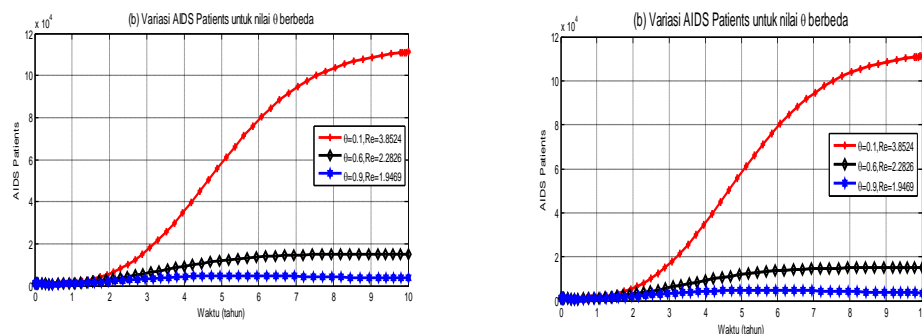 (b) Variasi AIDS Patients untuk nilai θ berbeda
x 10⁴
12
10
8
6
4
2
0
AIDS Patients
θ=0.1,Re=3.8524
θ=0.6,Re=2.2826
θ=0.9,Re=1.9469
0 1 2 3 4 5 6 7 8 9 10
Waktu (tahun)
(b) Variasi AIDS Patients untuk nilai θ berbeda
x 10⁴
12
10
8
6
4
2
0
AIDS Patients
θ=0.1,Re=3.8524
θ=0.6,Re=2.2826
θ=0.9,Re=1.9469
0 1 2 3 4 5 6 7 8 9
Waktu (tahun)